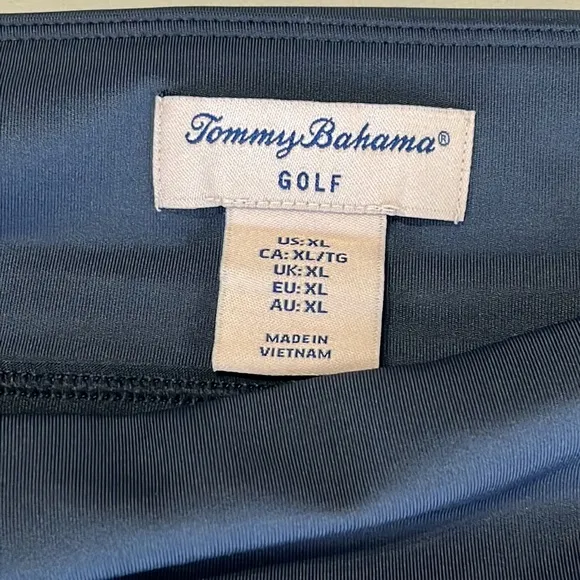 Tommy Bahama®
GOLF
US: XL
CA: XL/TG
UK: XL
EU: XL
AU: XL
MADE IN
VIETNAM